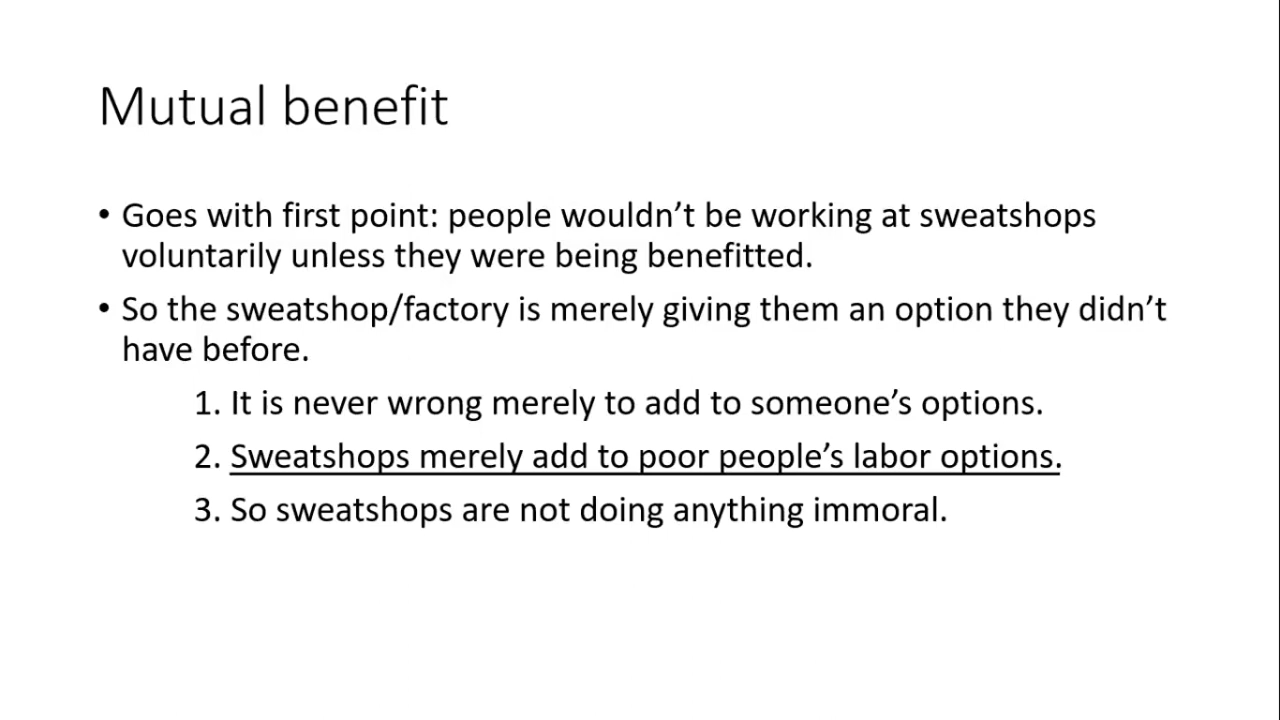 Mutual benefit
• Goes with first point: people wouldn’t be working at sweatshops
voluntarily unless they were being benefitted.
• So the sweatshop/factory is merely giving them an option they didn’t
have before.
1. It is never wrong merely to add to someone’s options.
2. Sweatshops merely add to poor people’s labor options.
3. So sweatshops are not doing anything immoral.